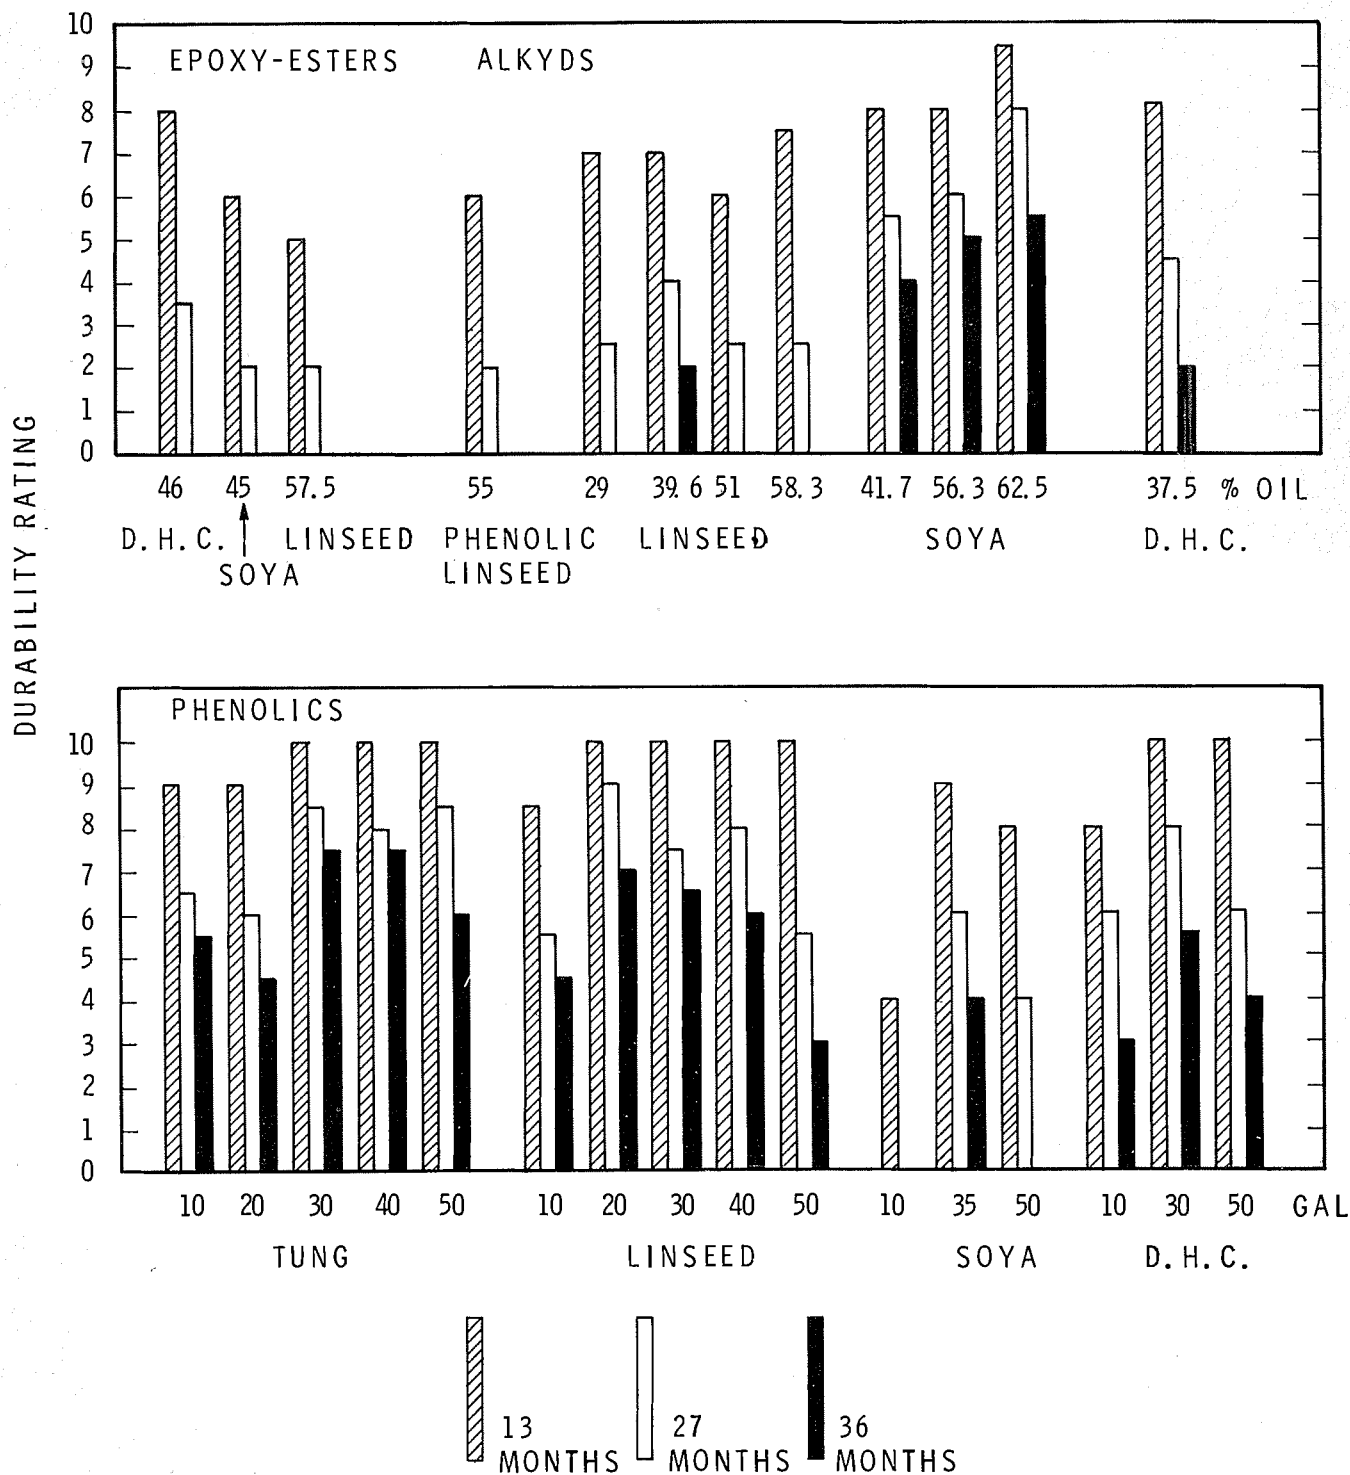 DURABILITY RATING
10
9
8
7
6
5
4
3
2
1
0
EPOXY-ESTERS ALKYDS
46 45 57.5 55 29 39.6 51 58.3 41.7 56.3 62.5 37.5 % OIL
D.H.C. LINSEED PHENOLIC LINSEED SOYA D.H.C.
SOYA LINSEED
PHENOLICS
10
9
8
7
6
5
4
3
2
1
0
10 20 30 40 50 10 20 30 40 50 10 35 50 10 30 50 GAL
TUNG LINSEED SOYA D.H.C.
13 27 36
MONTHS MONTHS MONTHS